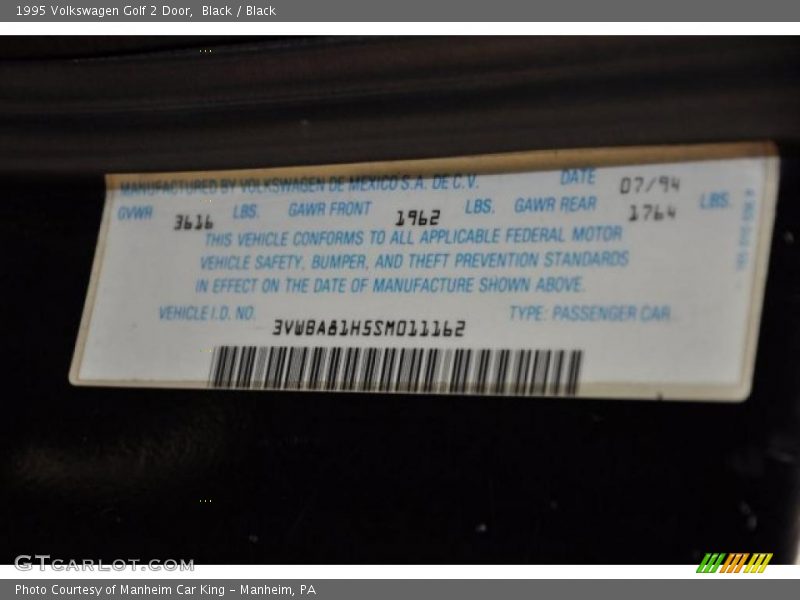 1995 Volkswagen Golf 2 Door, Black / Black
MANUFACTURED BY VOLKSWAGEN DE MEXICO S.A. DE C.V. DATE 07/94
GVWR 3616 LBS. GAWR FRONT 1962 LBS. GAWR REAR 1764 LBS.
THIS VEHICLE CONFORMS TO ALL APPLICABLE FEDERAL MOTOR
VEHICLE SAFETY, BUMPER, AND THEFT PREVENTION STANDARDS
IN EFFECT ON THE DATE OF MANUFACTURE SHOWN ABOVE.
VEHICLE I.D. NO. TYPE: PASSENGER CAR
3VWBA81H5SM011162
GTCARLOT.COM
Photo Courtesy of Manheim Car King - Manheim, PA